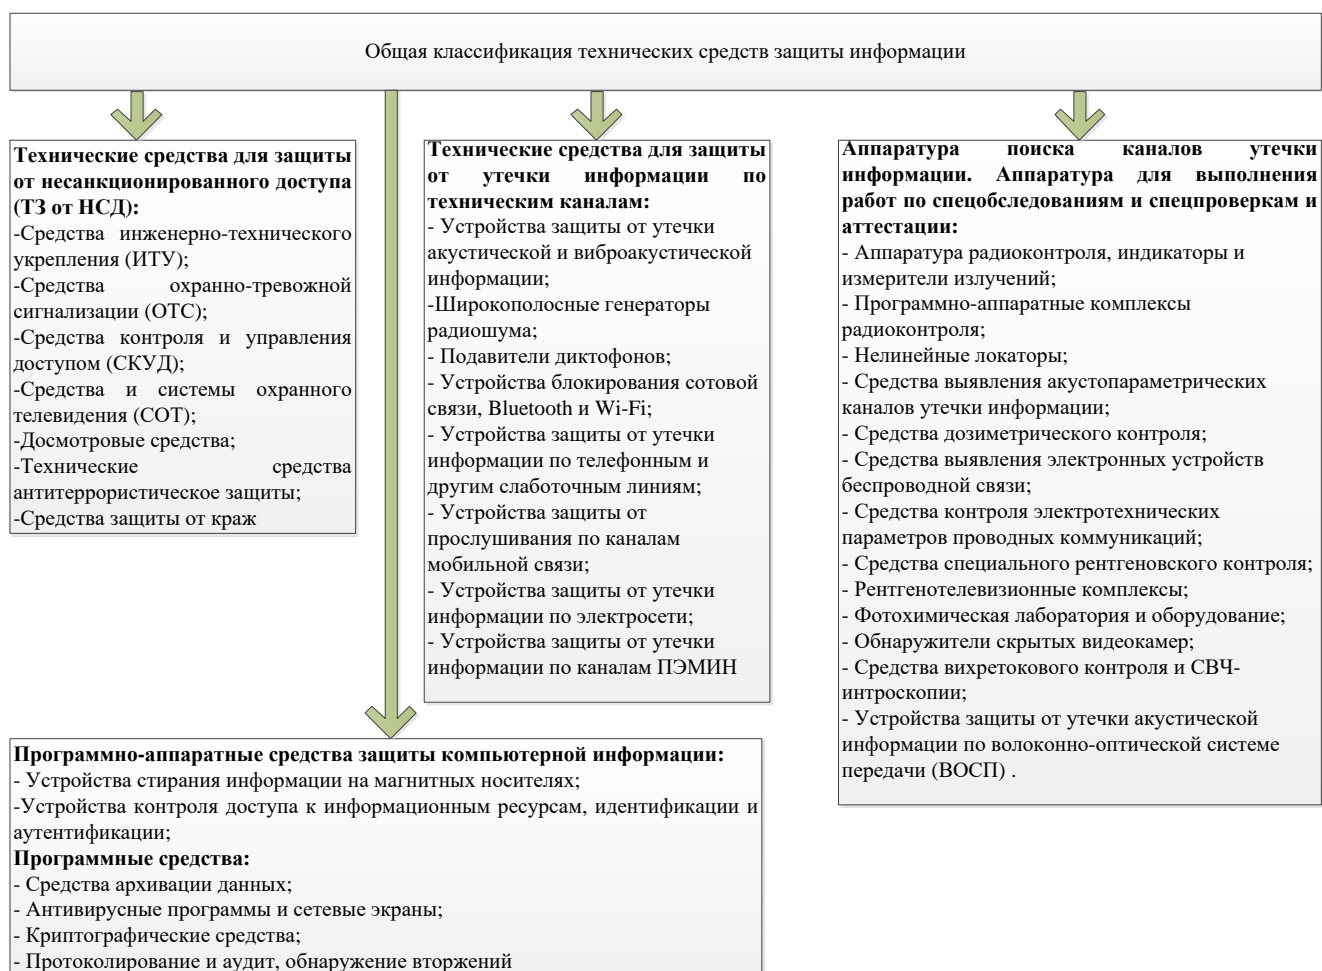 Общая классификация технических средств защиты информации
Технические средства для защиты
от несанкционированного доступа
(ТЗ от НСД):
-Средства инженерно-технического
укрепления (ИТУ);
-Средства охранно-тревожной
сигнализации (ОТС);
-Средства контроля и управления
доступом (СКУД);
-Средства и системы охранного
телевидения (СОТ);
-Досмотровые средства;
-Технические средства
антитеррористическое защиты;
-Средства защиты от краж
Технические средства для защиты
от утечки информации по
техническим каналам:
- Устройства защиты от утечки
акустической и виброакустической
информации;
-Широкополосные генераторы
радиошума;
- Подавители диктофонов;
- Устройства блокирования сотовой
связи, Bluetooth и Wi-Fi;
- Устройства защиты от утечки
информации по телефонным и
другим слаботочным линиям;
- Устройства защиты от
прослушивания по каналам
мобильной связи;
- Устройства защиты от утечки
информации по электросети;
- Устройства защиты от утечки
информации по каналам ПЭМИН
Аппаратура поиска каналов утечки
информации. Аппаратура для выполнения
работ по спецобследованиям и спецпроверкам и
аттестации:
- Аппаратура радиоконтроля, индикаторы и
измерители излучений;
- Программно-аппаратные комплексы
радиоконтроля;
- Нелинейные локаторы;
- Средства выявления акустопараметрических
каналов утечки информации;
- Средства дозиметрического контроля;
- Средства выявления электронных устройств
беспроводной связи;
- Средства контроля электротехнических
параметров проводных коммуникаций;
- Средства специального рентгеновского контроля;
- Рентгенотелевизионные комплексы;
- Фотохимическая лаборатория и оборудование;
- Обнаружители скрытых видеокамер;
- Средства вихретокового контроля и СВЧ-
интроскопии;
- Устройства защиты от утечки акустической
информации по волоконно-оптической системе
передачи (ВОСП) .
Программно-аппаратные средства защиты компьютерной информации:
- Устройства стирания информации на магнитных носителях;
-Устройства контроля доступа к информационным ресурсам, идентификации и
аутентификации;
Программные средства:
- Средства архивации данных;
- Антивирусные программы и сетевые экраны;
- Криптографические средства;
- Протоколирование и аудит, обнаружение вторжений